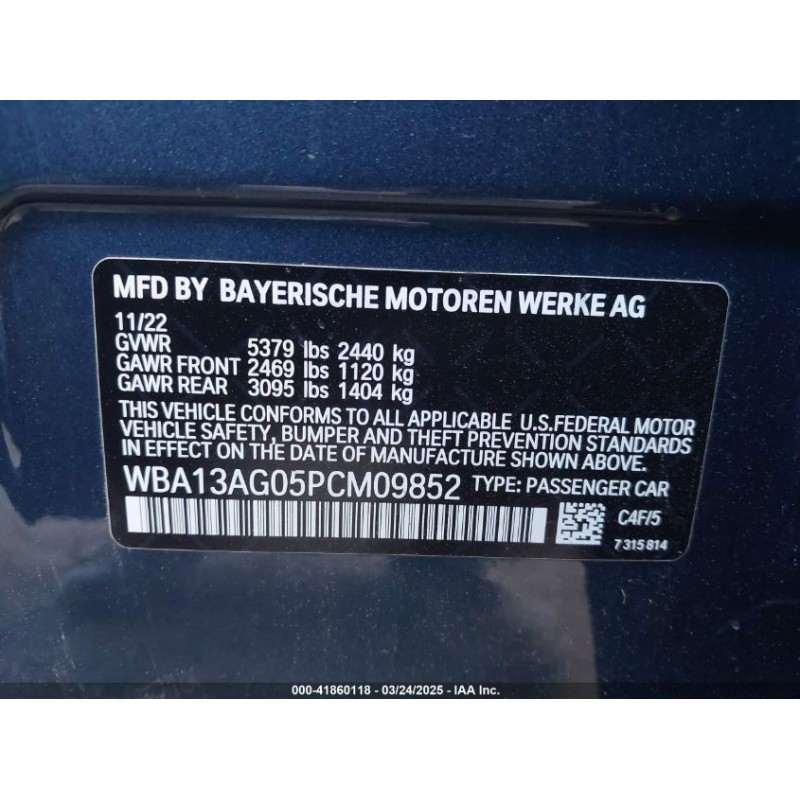 MFD BY BAYERISCHE MOTOREN WERKE AG
11/22
GVWR 5379 lbs 2440 kg
GAWR FRONT 2469 lbs 1120 kg
GAWR REAR 3095 lbs 1404 kg
THIS VEHICLE CONFORMS TO ALL APPLICABLE U.S.FEDERAL MOTOR
VEHICLE SAFETY, BUMPER AND THEFT PREVENTION STANDARDS
IN EFFECT ON THE DATE OF MANUFACTURE SHOWN ABOVE.
WBA13AG05PCM09852 TYPE: PASSENGER CAR
C4F/5
7 315 814
000-41860118 - 03/24/2025 - IAA Inc.